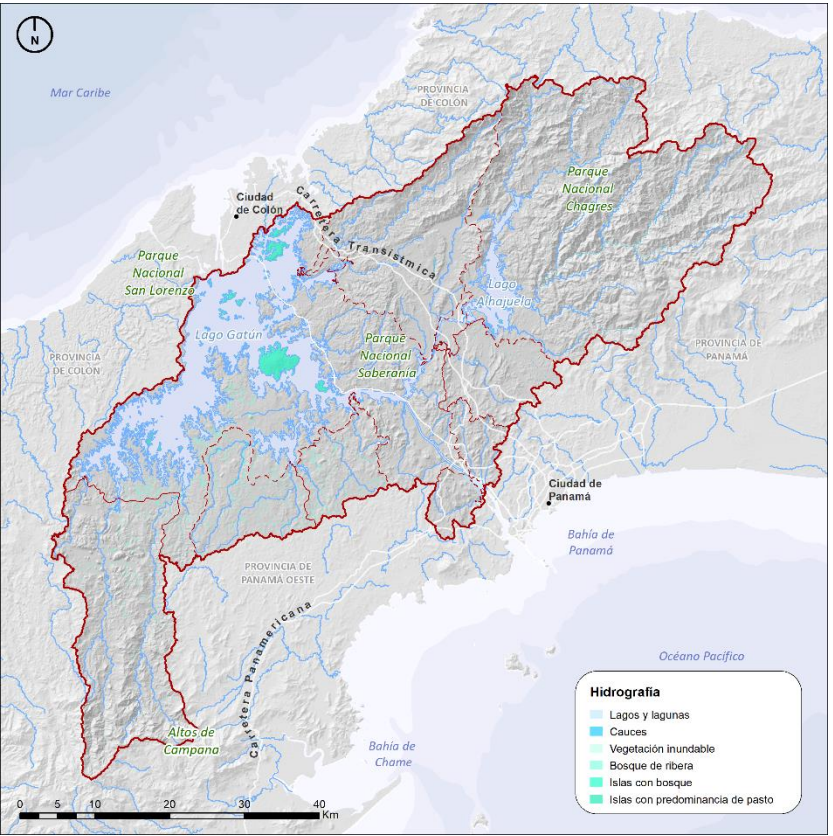 N
Mar Caribe
PROVINCIA
DE COLÓN
Parque
Nacional
Chagres
Ciudad
de Colón
Carretera Transístmica
Parque
Nacional
San Lorenzo
Lago
Alhajuela
Lago Gatún
PROVINCIA
DE COLON
Parque
Nacional
Soberanía
PROVINCIA DE
PANAMÁ
Ciudad de
Panamá
Bahía de
Panamá
PROVINCIA DE
PANAMÁ OESTE
Carretera Panamericana
Océano Pacífico
Altos de
Campana
Bahía de
Chame
Hidrografía
Lagos y lagunas
Cauces
Vegetación inundable
Bosque de ribera
Islas con bosque
Islas con predominancia de pasto
0 5 10 20 30 40
Km